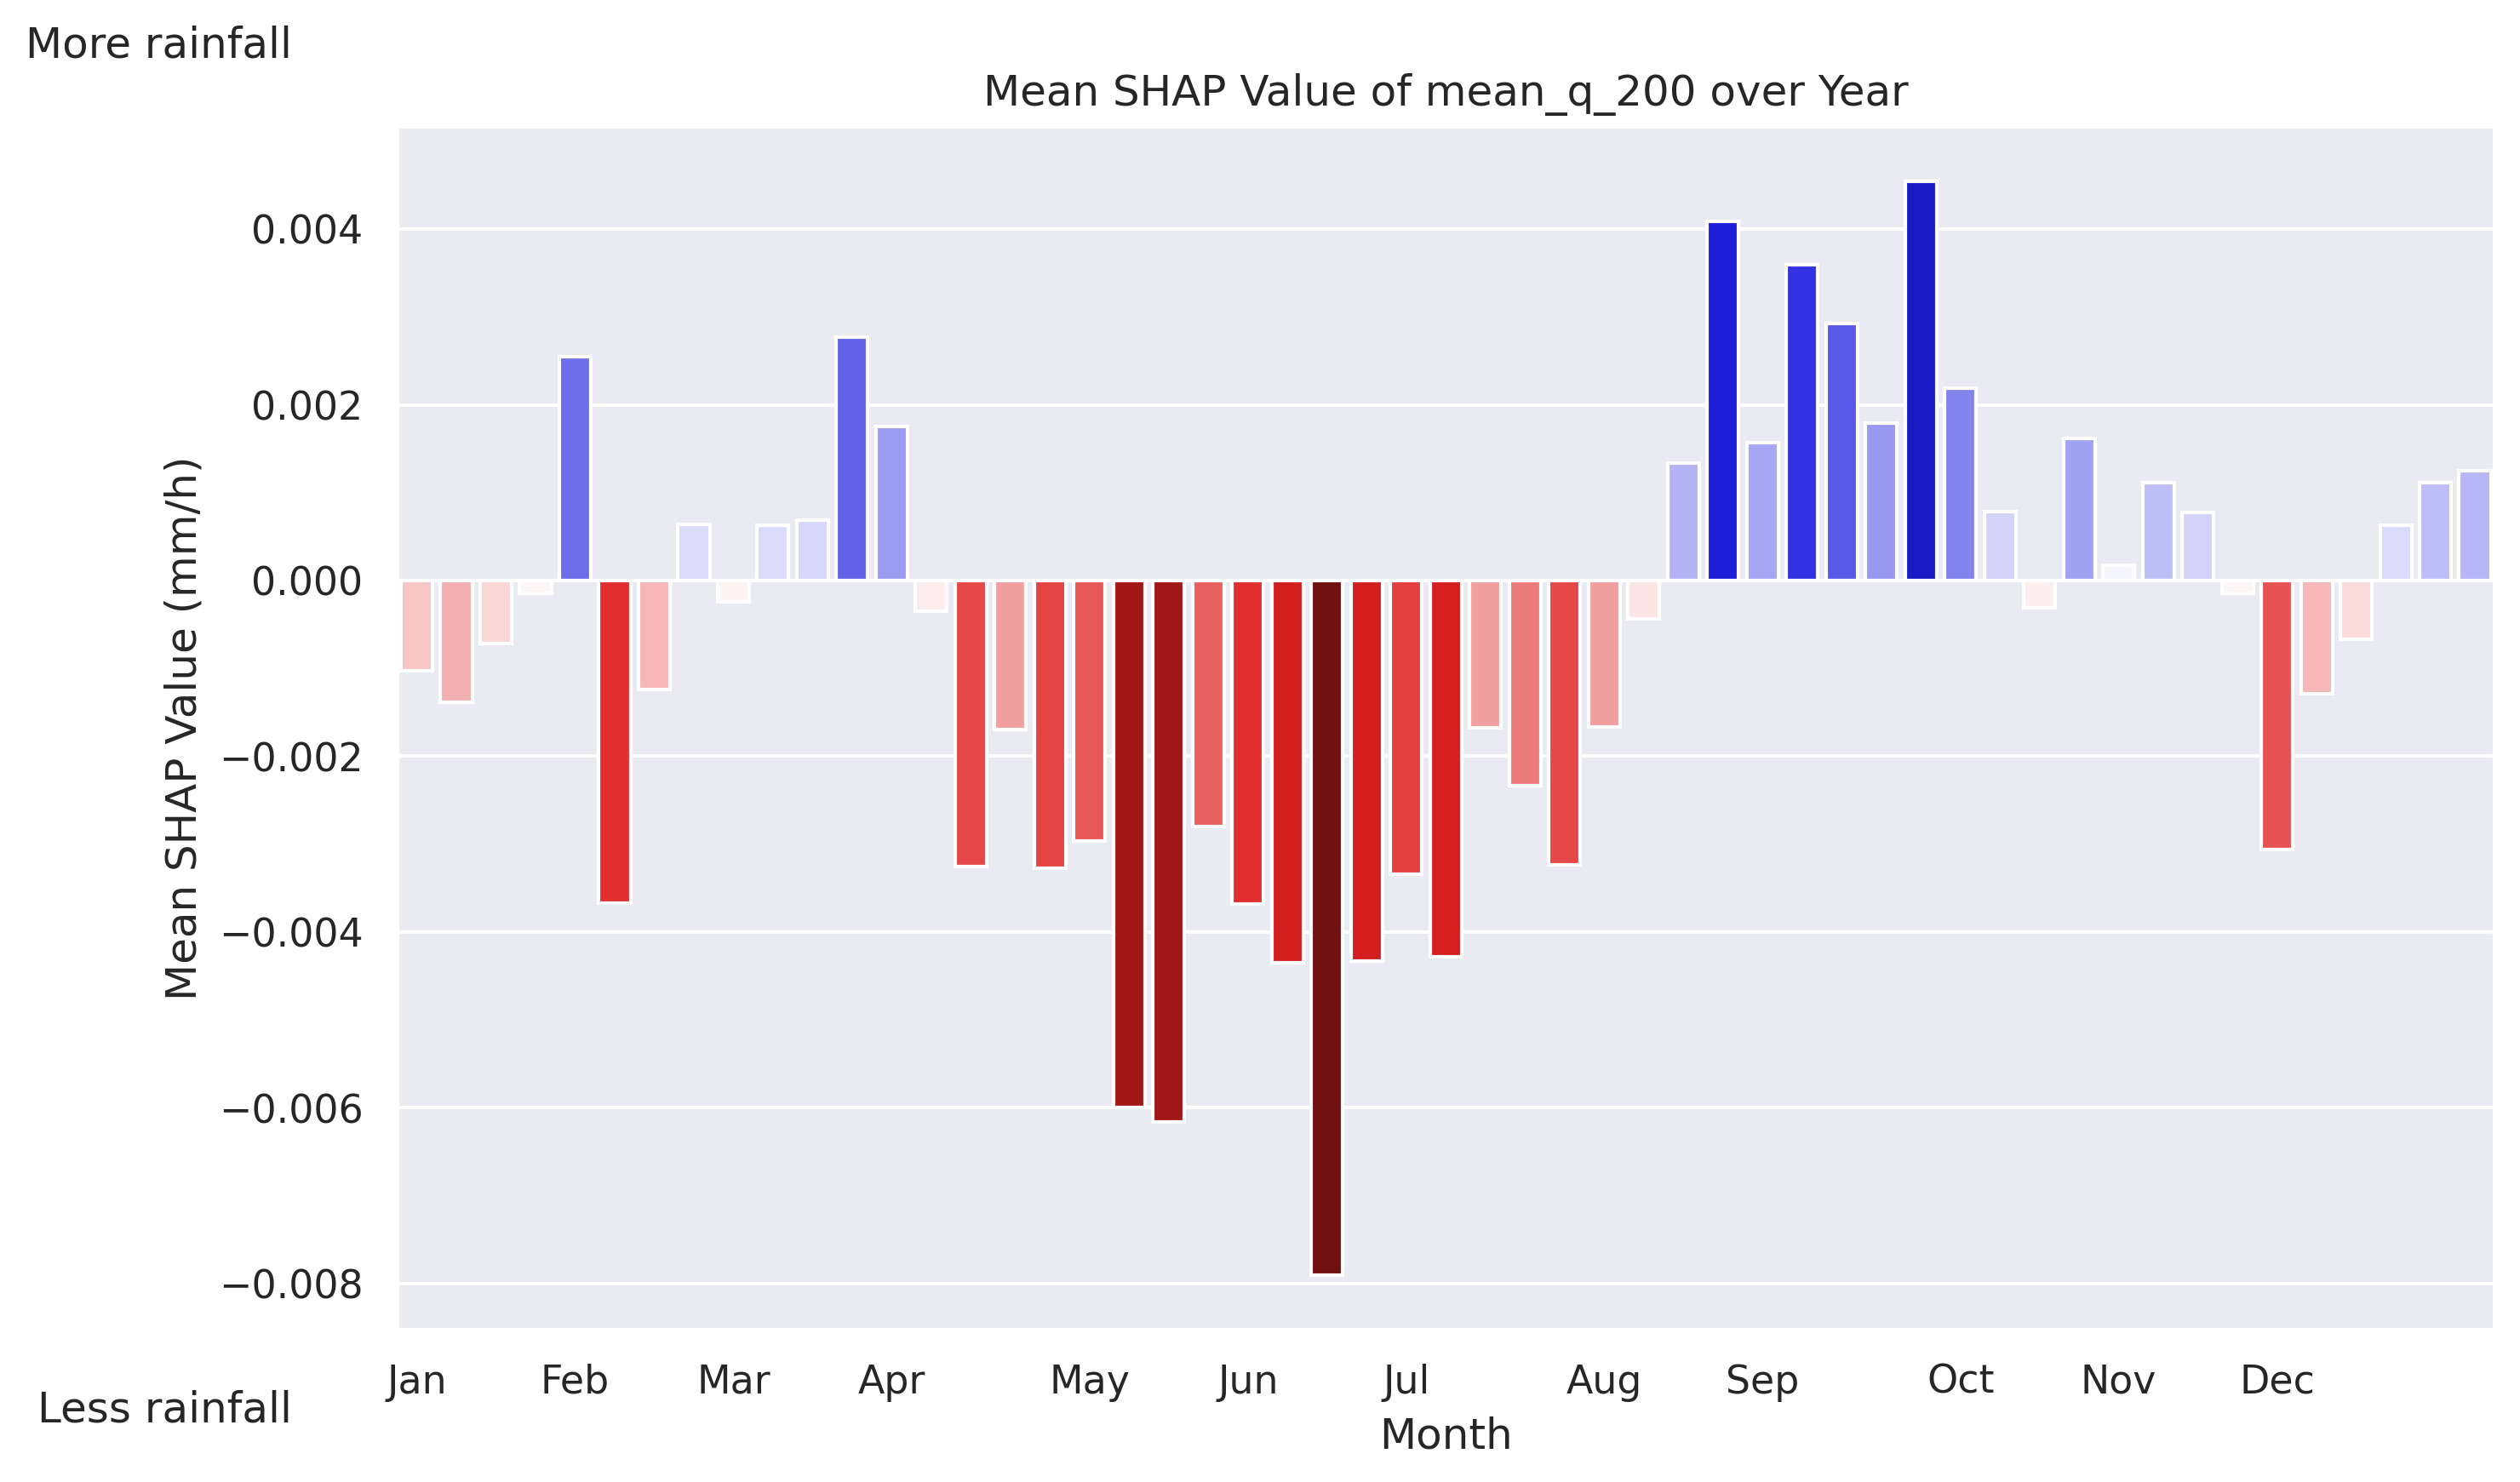 More rainfall
Mean SHAP Value of mean_q_200 over Year
Mean SHAP Value (mm/h)
0.004
0.002
0.000
−0.002
−0.004
−0.006
−0.008
Jan Feb Mar Apr May Jun Jul Aug Sep Oct Nov Dec
Less rainfall
Month